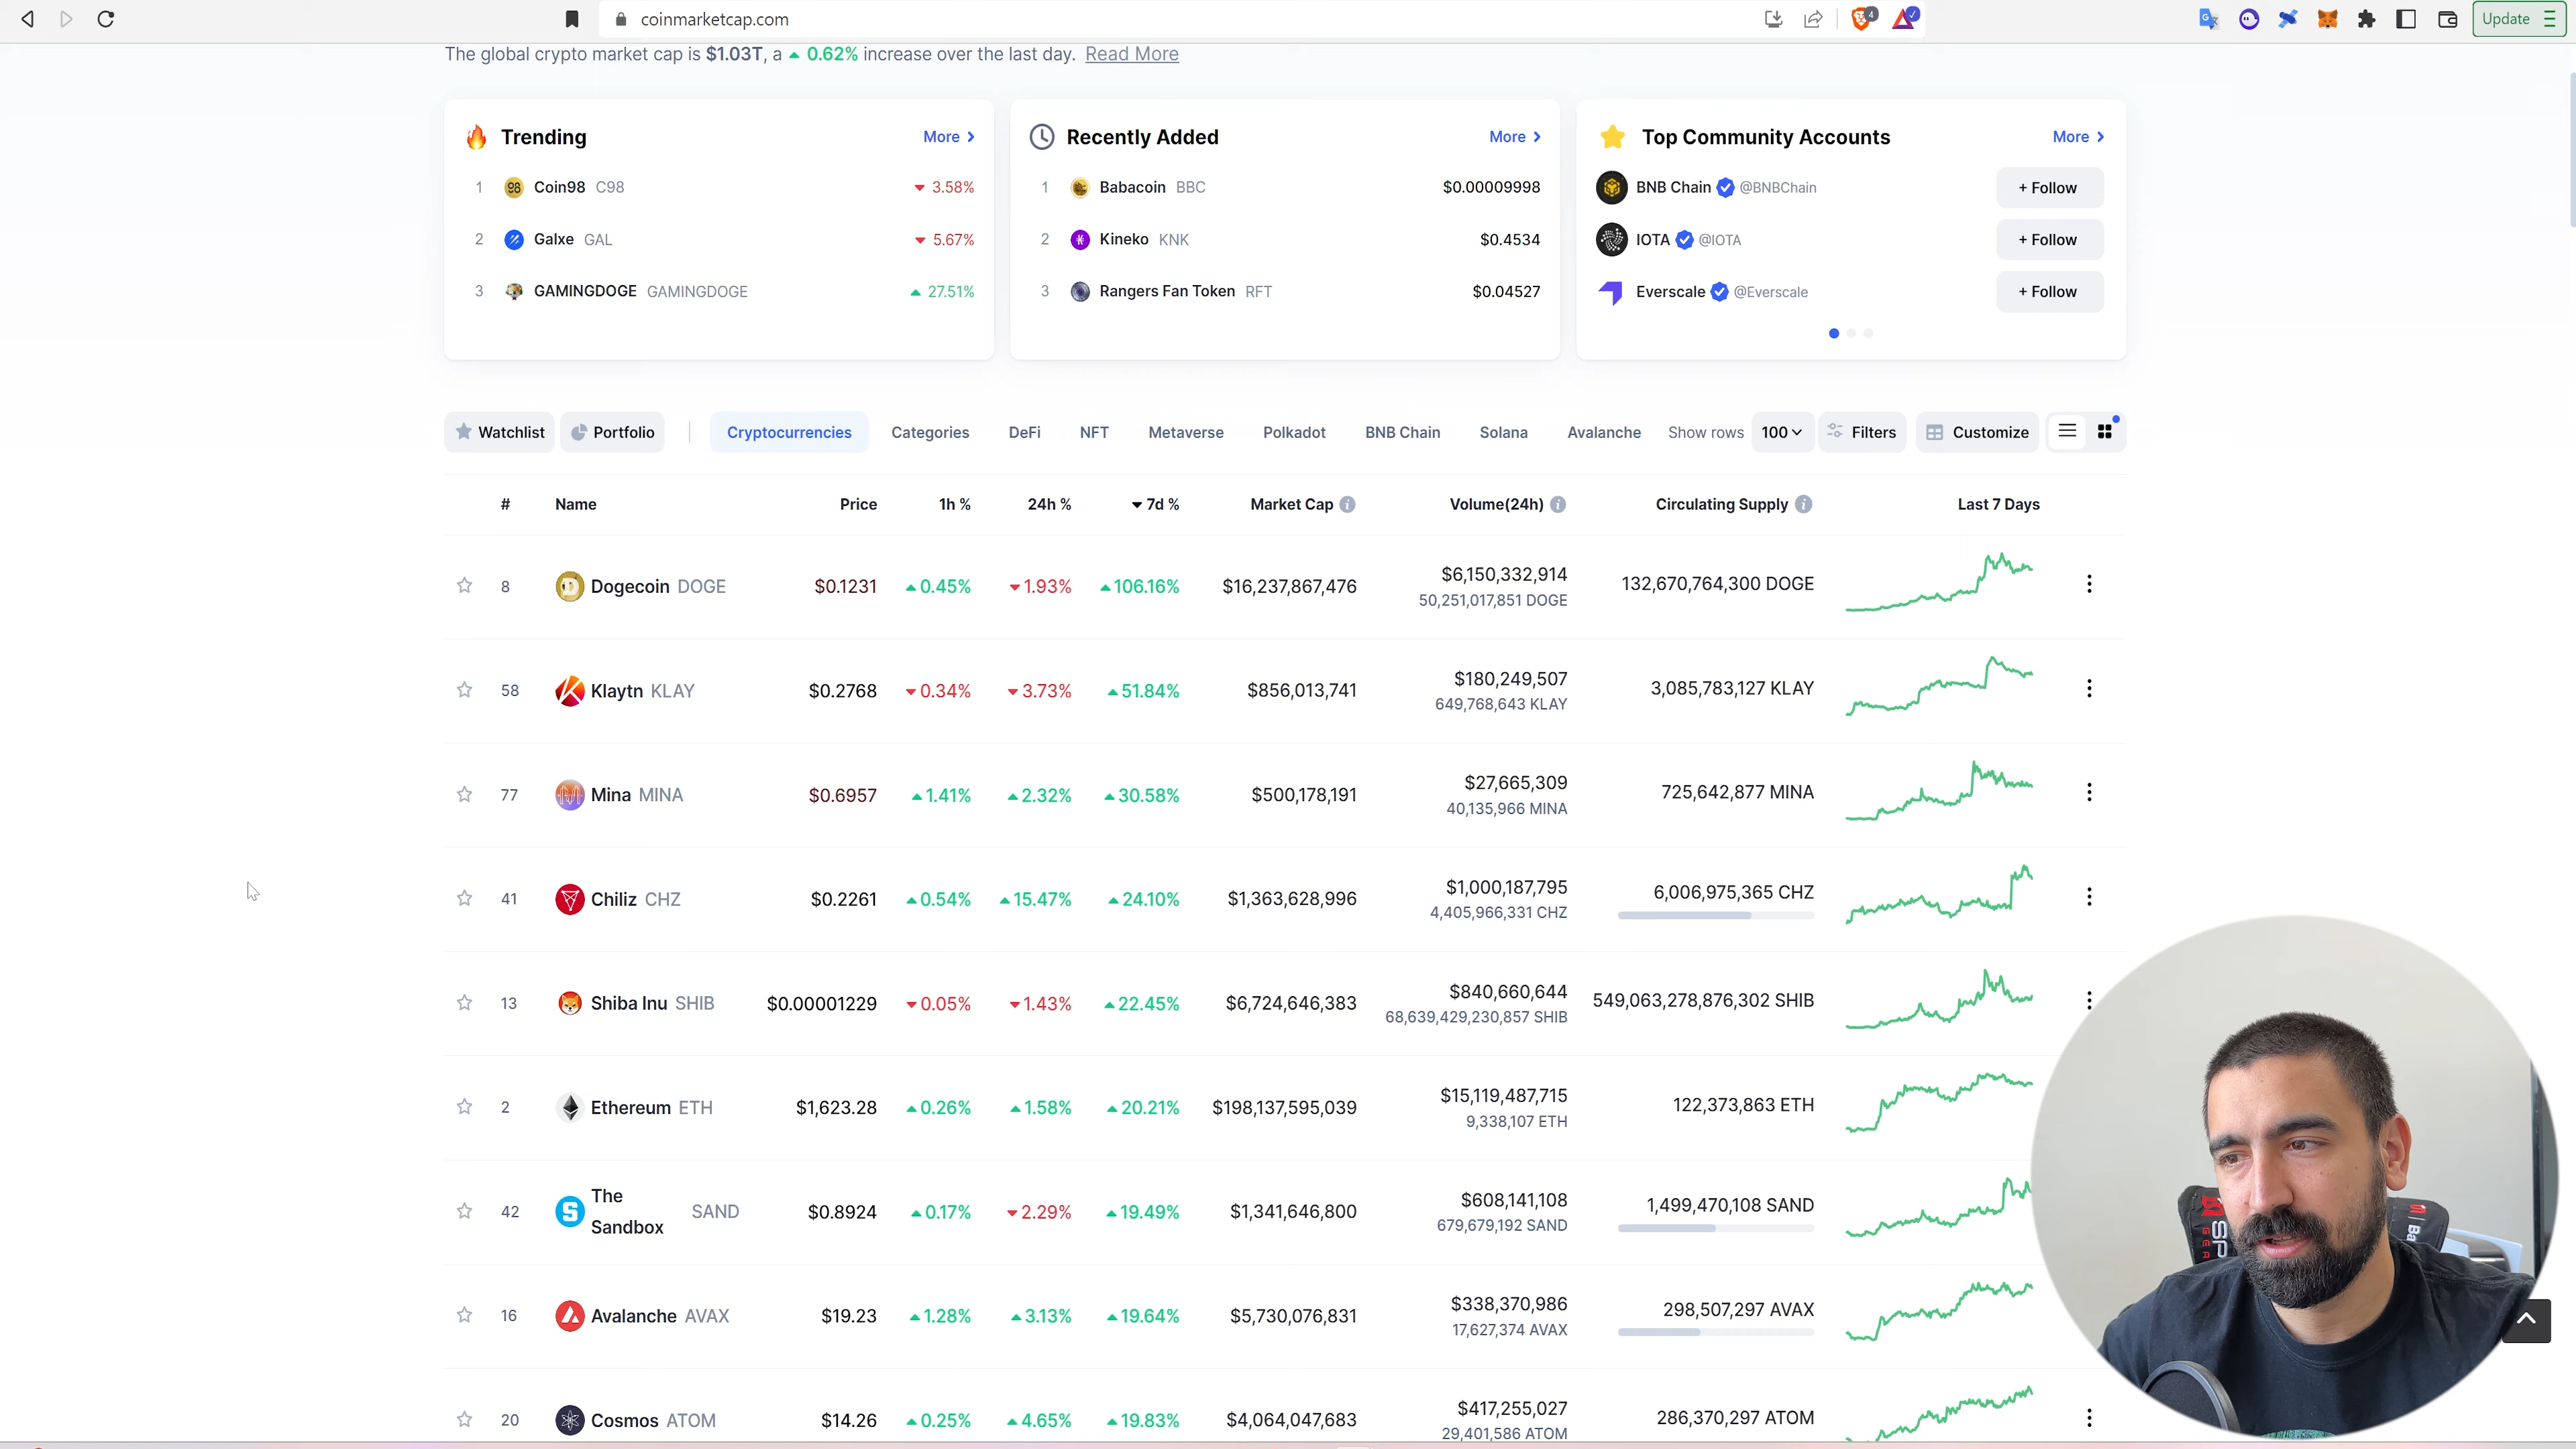 coinmarketcap.com
4
Update
The global crypto market cap is $1.03T, a 0.62% increase over the last day. Read More
Trending More
1 98 Coin98 C98 3.58%
2 Galxe GAL 5.67%
3 GAMINGDOGE GAMINGDOGE 27.51%
Recently Added More
1 Babacoin BBC $0.00009998
2 Kineko KNK $0.4534
3 Rangers Fan Token RFT $0.04527
Top Community Accounts More
BNB Chain @BNBChain + Follow
IOTA @IOTA + Follow
Everscale @Everscale + Follow
Watchlist Portfolio Cryptocurrencies Categories DeFi NFT Metaverse Polkadot BNB Chain Solana Avalanche Show rows 100 Filters Customize
# Name Price 1h % 24h % 7d % Market Cap Volume(24h) Circulating Supply Last 7 Days
8 Dogecoin DOGE $0.1231 0.45% 1.93% 106.16% $16,237,867,476 $6,150,332,914 132,670,764,300 DOGE
50,251,017,851 DOGE
58 Klaytn KLAY $0.2768 0.34% 3.73% 51.84% $856,013,741 $180,249,507 3,085,783,127 KLAY
649,768,643 KLAY
77 Mina MINA $0.6957 1.41% 2.32% 30.58% $500,178,191 $27,665,309 725,642,877 MINA
40,135,966 MINA
41 Chiliz CHZ $0.2261 0.54% 15.47% 24.10% $1,363,628,996 $1,000,187,795 6,006,975,365 CHZ
4,405,966,331 CHZ
13 Shiba Inu SHIB $0.00001229 0.05% 1.43% 22.45% $6,724,646,383 $840,660,644 549,063,278,876,302 SHIB
68,639,429,230,857 SHIB
2 Ethereum ETH $1,623.28 0.26% 1.58% 20.21% $198,137,595,039 $15,119,487,715 122,373,863 ETH
9,338,107 ETH
42 The Sandbox SAND $0.8924 0.17% 2.29% 19.49% $1,341,646,800 $608,141,108 1,499,470,108 SAND
679,679,192 SAND
16 Avalanche AVAX $19.23 1.28% 3.13% 19.64% $5,730,076,831 $338,370,986 298,507,297 AVAX
17,627,374 AVAX
20 Cosmos ATOM $14.26 0.25% 4.65% 19.83% $4,064,047,683 $417,255,027 286,370,297 ATOM
29,401,586 ATOM